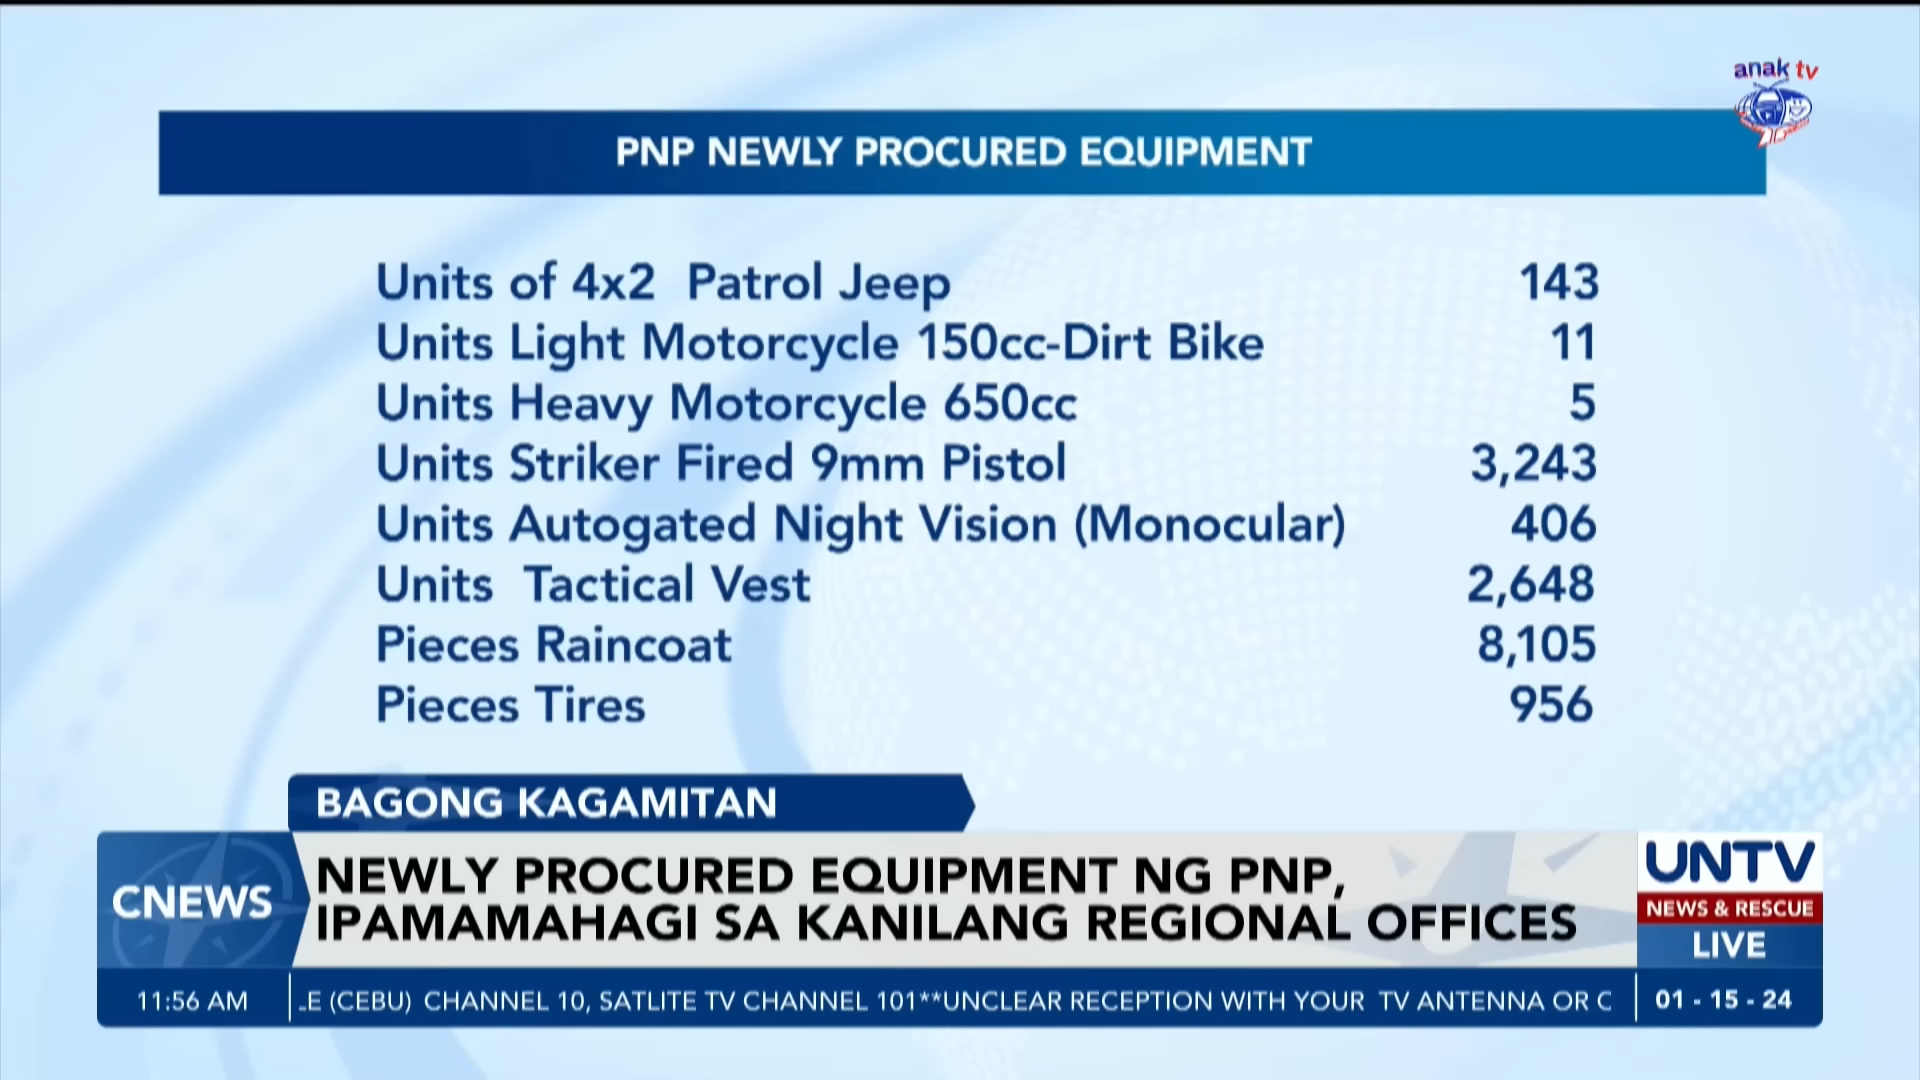 anak tv
PNP NEWLY PROCURED EQUIPMENT
Units of 4x2 Patrol Jeep 143
Units Light Motorcycle 150cc-Dirt Bike 11
Units Heavy Motorcycle 650cc 5
Units Striker Fired 9mm Pistol 3,243
Units Autogated Night Vision (Monocular) 406
Units Tactical Vest 2,648
Pieces Raincoat 8,105
Pieces Tires 956
BAGONG KAGAMITAN
CNEWS
NEWLY PROCURED EQUIPMENT NG PNP,
IPAMAMAHAGI SA KANILANG REGIONAL OFFICES
UNTV
NEWS & RESCUE
LIVE
11:56 AM
E (CEBU) CHANNEL 10, SATLITE TV CHANNEL 101**UNCLEAR RECEPTION WITH YOUR TV ANTENNA OR
01 - 15 - 24